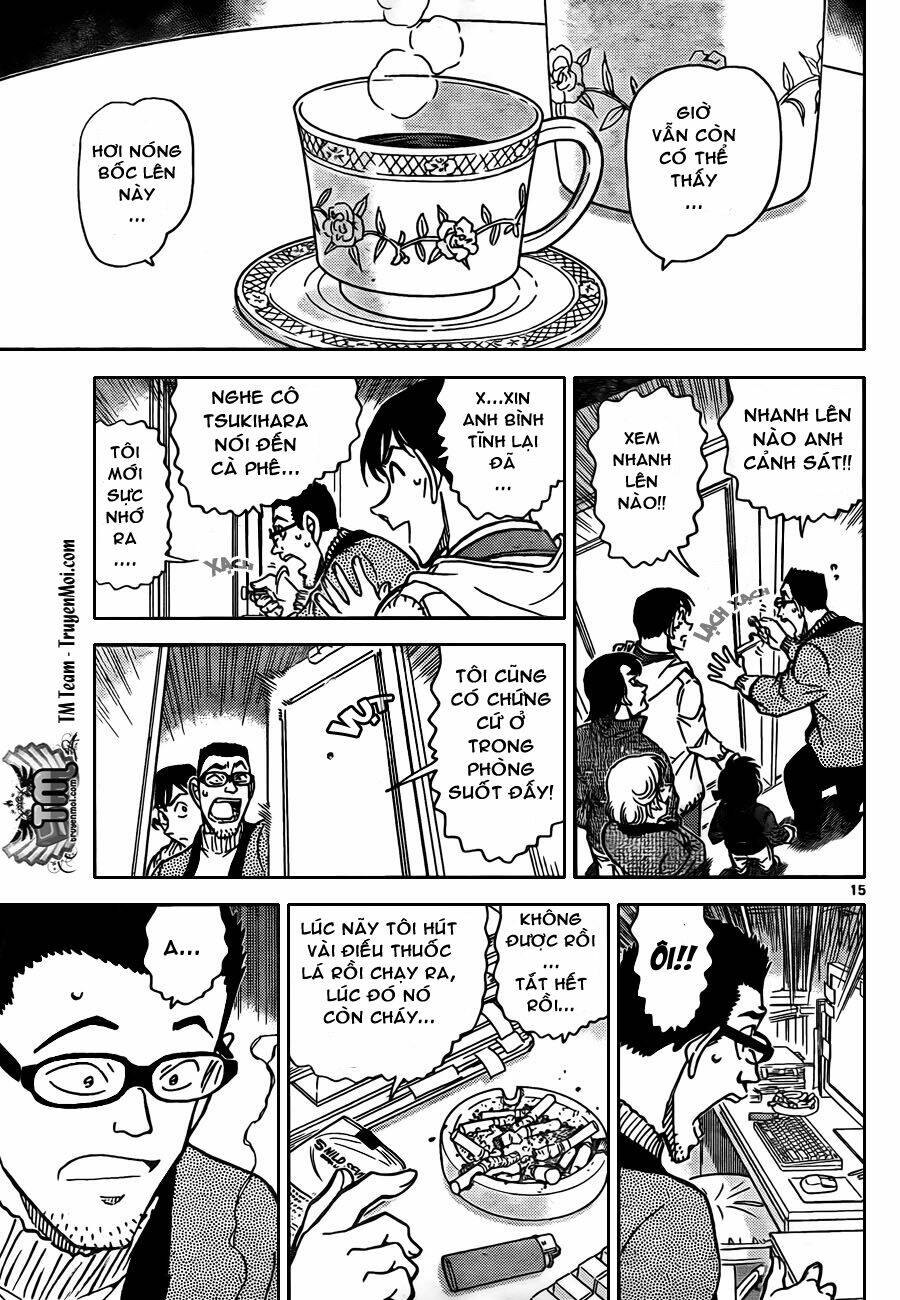 GIỜ
VẪN CÒN
CÓ THỂ
THẤY
...
HƠI NÓNG
BỐC LÊN
NÀY
...
NHANH LÊN
NÀO ANH
CẢNH SÁT!!
XEM
NHANH LÊN
NÀO!!
LẠCH XẠCH
X...XIN
ANH BÌNH
TĨNH LẠI
ĐÃ
...
NGHE CÔ
TSUKIHARA
NÓI ĐẾN
CÀ PHÊ...
TÔI
MỚI
SỰC
NHỚ
RA
....
XẠCH
TÔI CŨNG
CÓ CHỨNG
CỨ Ở
TRONG
PHÒNG
SUỐT ĐẤY!
VỤT
15
ÔI!!
KHÔNG
ĐƯỢC RỒI
...
TẮT HẾT
RỒI...
LÚC NÃY TÔI HÚT
VÀI ĐIẾU THUỐC
LÁ RỒI CHẠY RA,
LÚC ĐÓ NÓ
CÒN CHÁY...
A...
TM Team - TruyenMoi.com
TM
truyenmoi.com